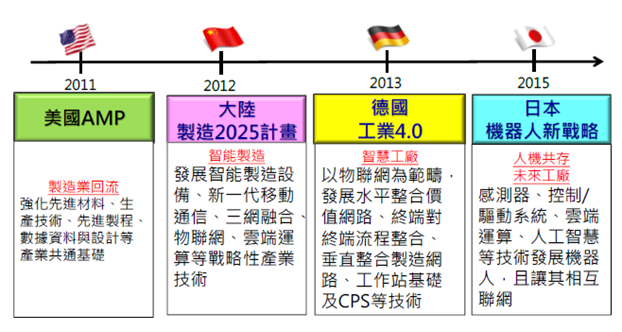 2011
2012
2013
2015
美國AMP
製造業回流
強化先進材料、生
產技術、先進製程、
數據資料與設計等
產業共通基礎
大陸
製造2025計畫
智能製造
發展智能製造設
備、新一代移動
通信、三網融合、
物聯網、雲端運
算等戰略性產業
技術
德國
工業4.0
智慧工廠
以物聯網為範疇，
發展水平整合價
值網路、終端對
終端流程整合、
垂直整合製造網
路、工作站基礎
及CPS等技術
日本
機器人新戰略
人機共存
未來工廠
感測器、控制/
驅動系統、雲端
運算、人工智慧
等技術發展機器
人，且讓其相互
聯網